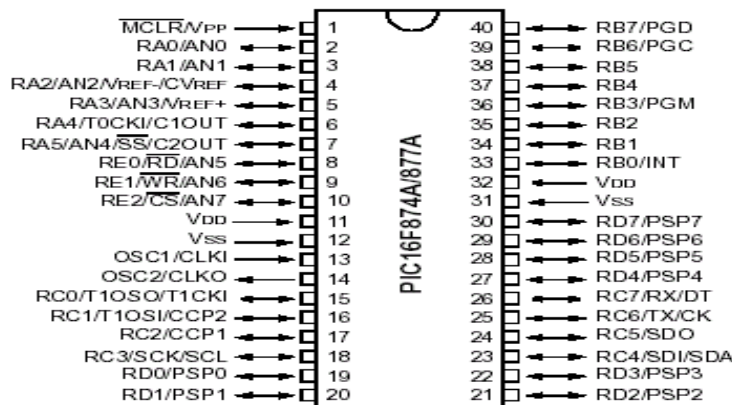 MCLR/VPP 1 40 RB7/PGD
RA0/AN0 2 39 RB6/PGC
RA1/AN1 3 38 RB5
RA2/AN2/VREF-/CVREF 4 37 RB4
RA3/AN3/VREF+ 5 36 RB3/PGM
RA4/T0CKI/C1OUT 6 35 RB2
RA5/AN4/SS/C2OUT 7 34 RB1
RE0/RD/AN5 8 33 RB0/INT
RE1/WR/AN6 9 32 VDD
RE2/CS/AN7 10 31 VSS
VDD 11 30 RD7/PSP7
VSS 12 29 RD6/PSP6
OSC1/CLKI 13 28 RD5/PSP5
OSC2/CLKO 14 27 RD4/PSP4
RC0/T1OSO/T1CKI 15 26 RC7/RX/DT
RC1/T1OSI/CCP2 16 25 RC6/TX/CK
RC2/CCP1 17 24 RC5/SDO
RC3/SCK/SCL 18 23 RC4/SDI/SDA
RD0/PSP0 19 22 RD3/PSP3
RD1/PSP1 20 21 RD2/PSP2
PIC16F874A/877A